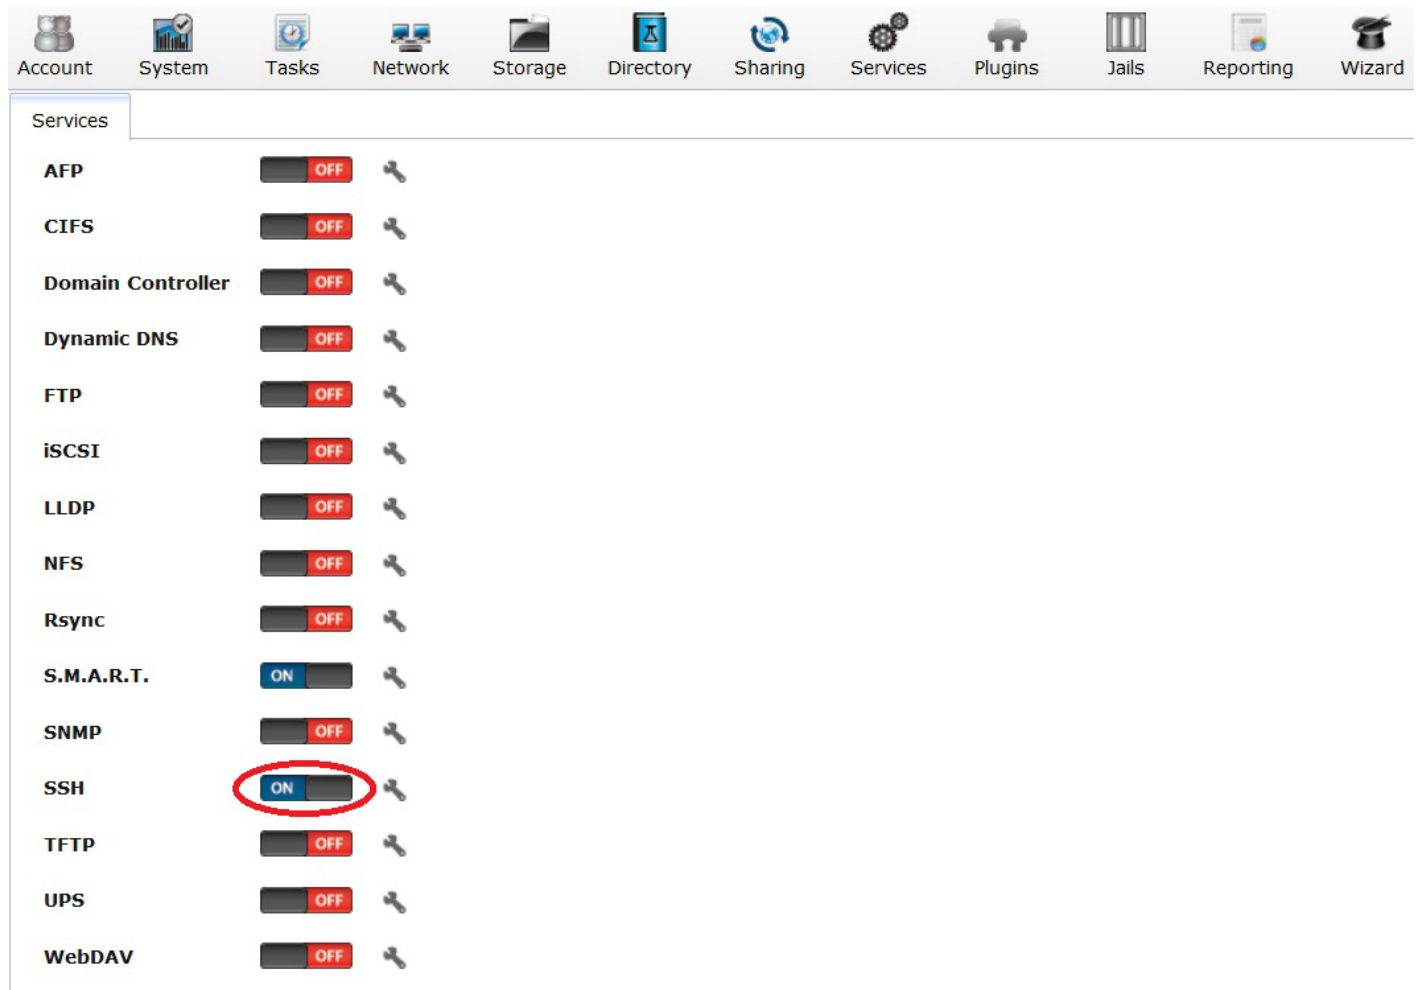 Account System Tasks Network Storage Directory Sharing Services Plugins Jails Reporting Wizard
Services
AFP OFF
CIFS OFF
Domain Controller OFF
Dynamic DNS OFF
FTP OFF
iSCSI OFF
LLDP OFF
NFS OFF
Rsync OFF
S.M.A.R.T. ON
SNMP OFF
SSH ON
TFTP OFF
UPS OFF
WebDAV OFF